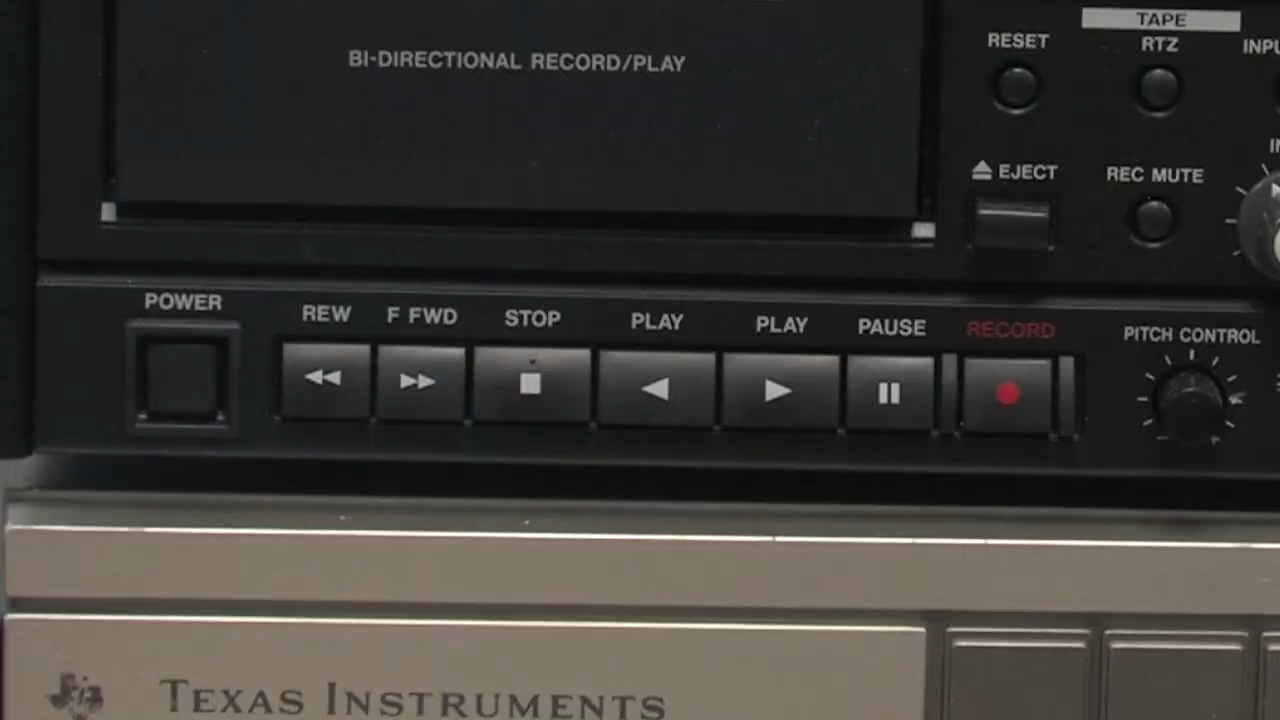 TAPE
RESET RTZ
BI-DIRECTIONAL RECORD/PLAY
EJECT REC MUTE
POWER REW F FWD STOP PLAY PLAY PAUSE RECORD PITCH CONTROL
TEXAS INSTRUMENTS